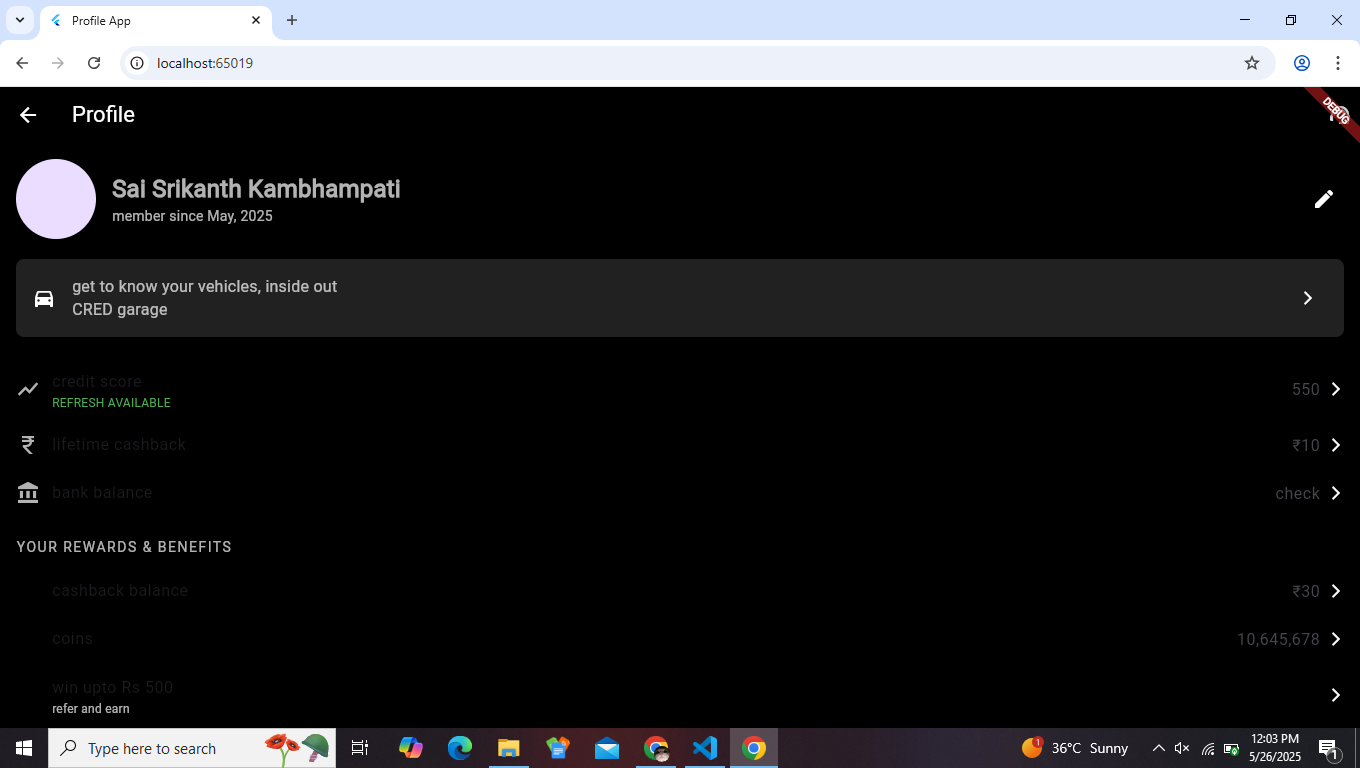 Profile App
localhost:65019
Profile
DEBUG
Sai Srikanth Kambhampati
member since May, 2025
get to know your vehicles, inside out
CRED garage
credit score
550
REFRESH AVAILABLE
lifetime cashback
₹10
bank balance
check
YOUR REWARDS & BENEFITS
cashback balance
₹30
coins
10,645,678
win upto Rs 500
refer and earn
Type here to search
1
36°C Sunny
12:03 PM
5/26/2025
1